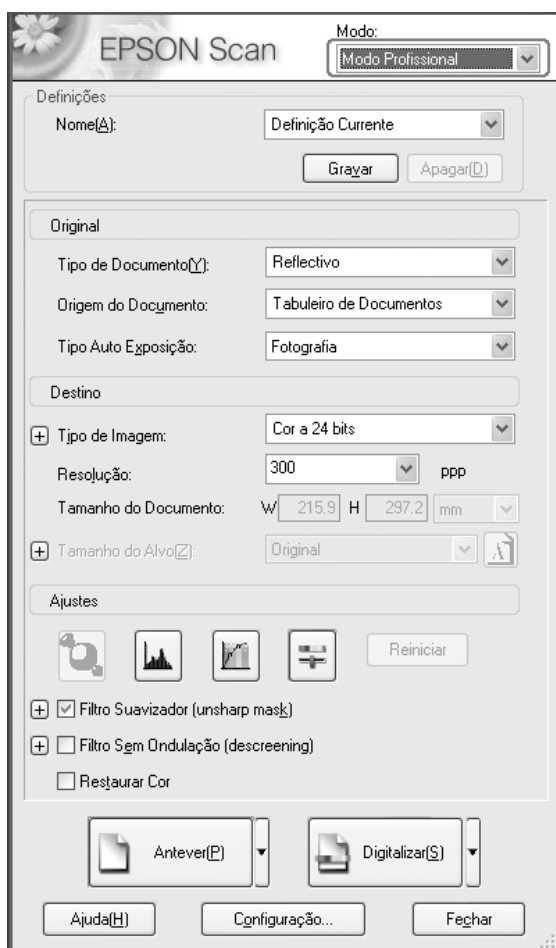 EPSON Scan
Modo:
Modo Profissional
Definições
Nome(A): Definição Currente
Gravar Apagar(D)
Original
Tipo de Documento(Y): Reflectivo
Origem do Documento: Tabuleiro de Documentos
Tipo Auto Exposição: Fotografia
Destino
Tipo de Imagem: Cor a 24 bits
Resolução: 300 ppp
Tamanho do Documento: W 215.9 H 297.2 mm
Tamanho do Alvo(Z): Original
Ajustes
Reiniciar
Filtro Suavizador (unsharp mask)
Filtro Sem Ondulação (descreening)
Restaurar Cor
Antever(P) Digitalizar(S)
Ajuda(H) Configuração... Fechar